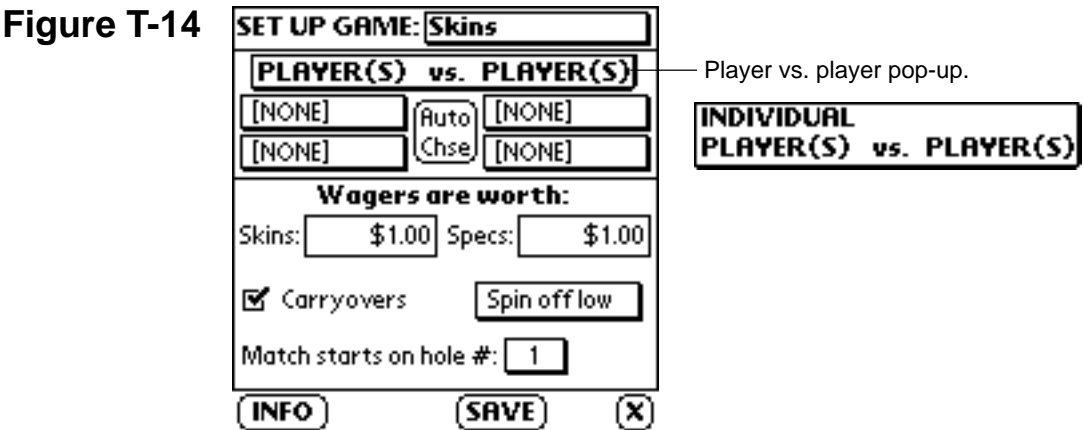 Figure T-14
SET UP GAME: Skins
PLAYER(S) vs. PLAYER(S)
Player vs. player pop-up.
[NONE] Auto Chse [NONE]
[NONE] [NONE]
INDIVIDUAL
PLAYER(S) vs. PLAYER(S)
Wagers are worth:
Skins: $1.00 Specs: $1.00
Carryovers Spin off low
Match starts on hole #: 1
INFO SAVE X